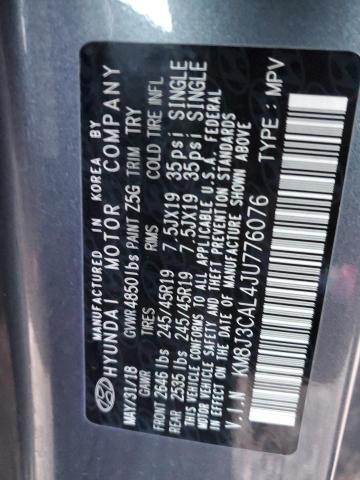 MANUFACTURED IN KOREA BY
HYUNDAI MOTOR COMPANY
MAY/31/18 GVWR 4850lbs PAINT Z5G TRIM TRY
GAWR TIRES RMS COLD TIRE INFL
FRONT 2646 lbs 245/45R19 7.5JX19 35psi SINGLE
REAR 2535 lbs 245/45R19 7.5JX19 35psi SINGLE
THIS VEHICLE CONFORMS TO ALL APPLICABLE U.S.A. FEDERAL
MOTOR VEHICLE SAFETY AND THEFT PREVENTION STANDARDS
IN EFFECT ON THE DATE OF MANUFACTURE SHOWN ABOVE
KM8J3CAL4JU776076
V.I.N TYPE : MPV